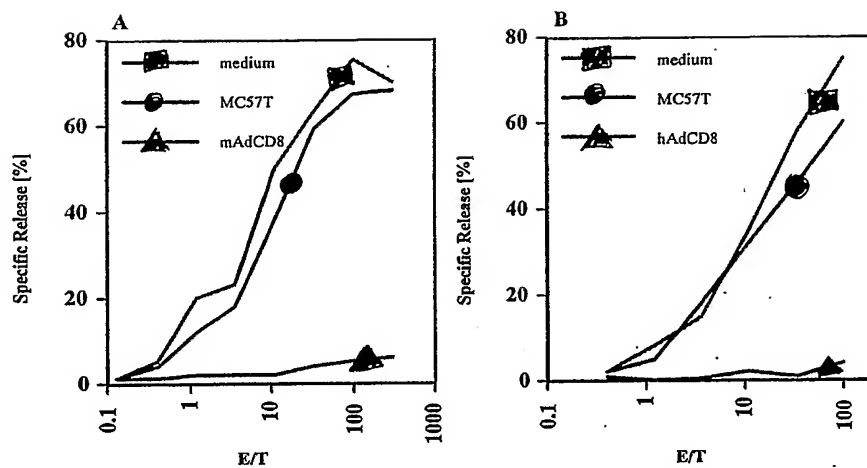 A
Specific Release [%]
80
60
40
20
0
medium
MC57T
mAdCD8
0.1
1
10
100
1000
E/T
B
Specific Release [%]
80
60
40
20
0
medium
MC57T
hAdCD8
0.1
1
10
100
E/T